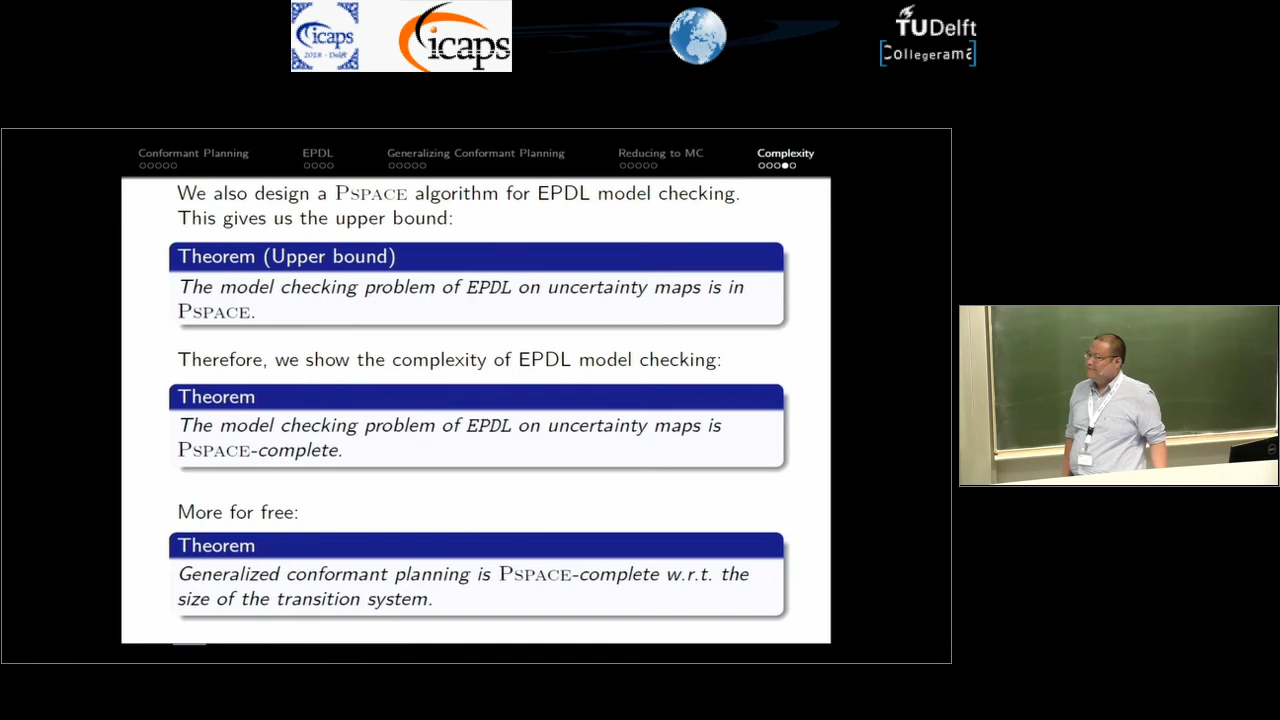 icaps
2018 - Delft
icaps
TUDelft
Collegerama
Conformant Planning
EPDL
Generalizing Conformant Planning
Reducing to MC
Complexity
We also design a PSPACE algorithm for EPDL model checking.
This gives us the upper bound:
Theorem (Upper bound)
The model checking problem of EPDL on uncertainty maps is in
PSPACE.
Therefore, we show the complexity of EPDL model checking:
Theorem
The model checking problem of EPDL on uncertainty maps is
PSPACE-complete.
More for free:
Theorem
Generalized conformant planning is PSPACE-complete w.r.t. the
size of the transition system.